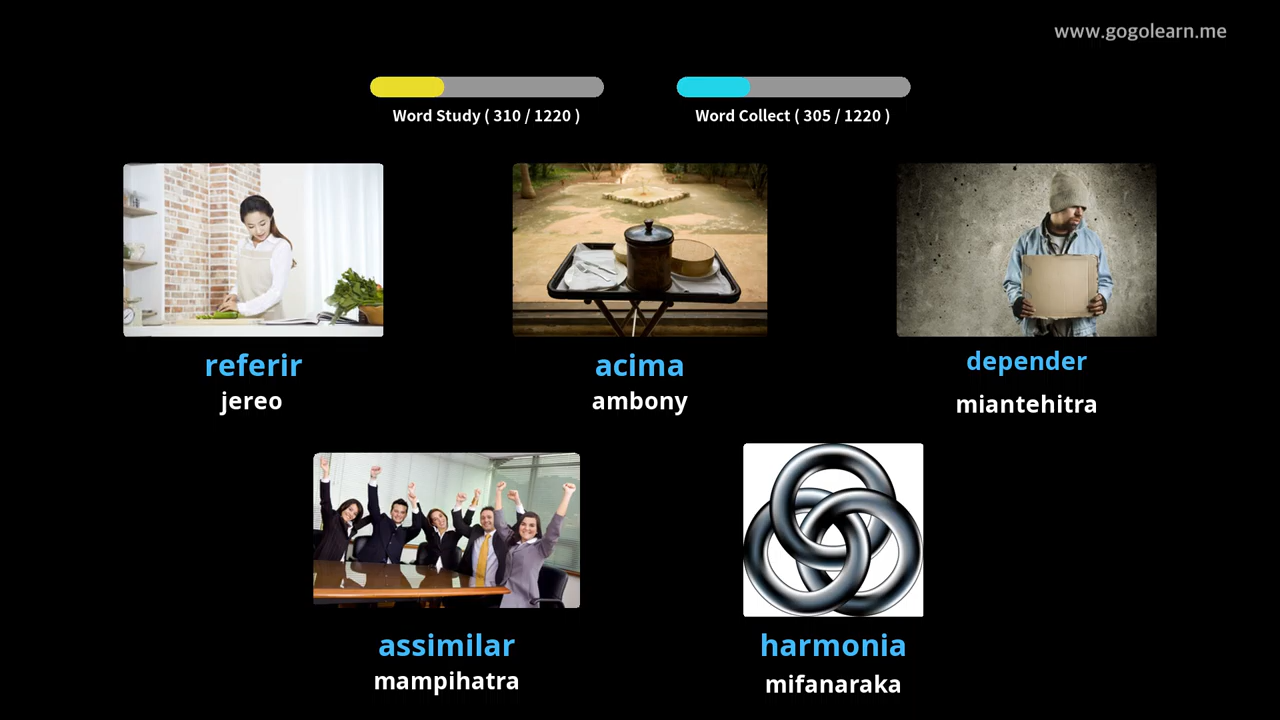 www.gogolearn.me
Word Study ( 310 / 1220 )
Word Collect ( 305 / 1220 )
referir
jereo
acima
ambony
depender
miantehitra
assimilar
mampihatra
harmonia
mifanaraka